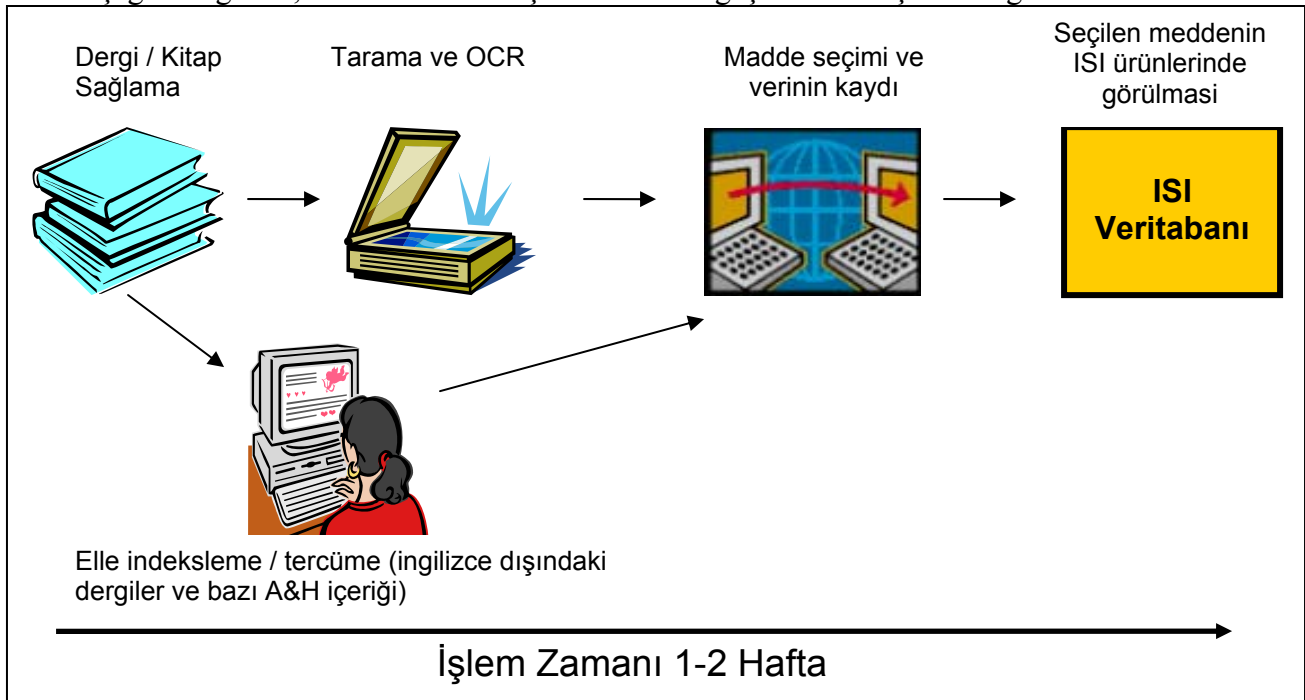 Dergi / Kitap
Sağlama
Tarama ve OCR
Madde seçimi ve
verinin kaydı
Seçilen meddenin
ISI ürünlerinde
görülmasi
ISI
Veritabanı
Elle indeksleme / tercüme (ingilizce dışındaki
dergiler ve bazı A&H içeriği)
İşlem Zamanı 1-2 Hafta